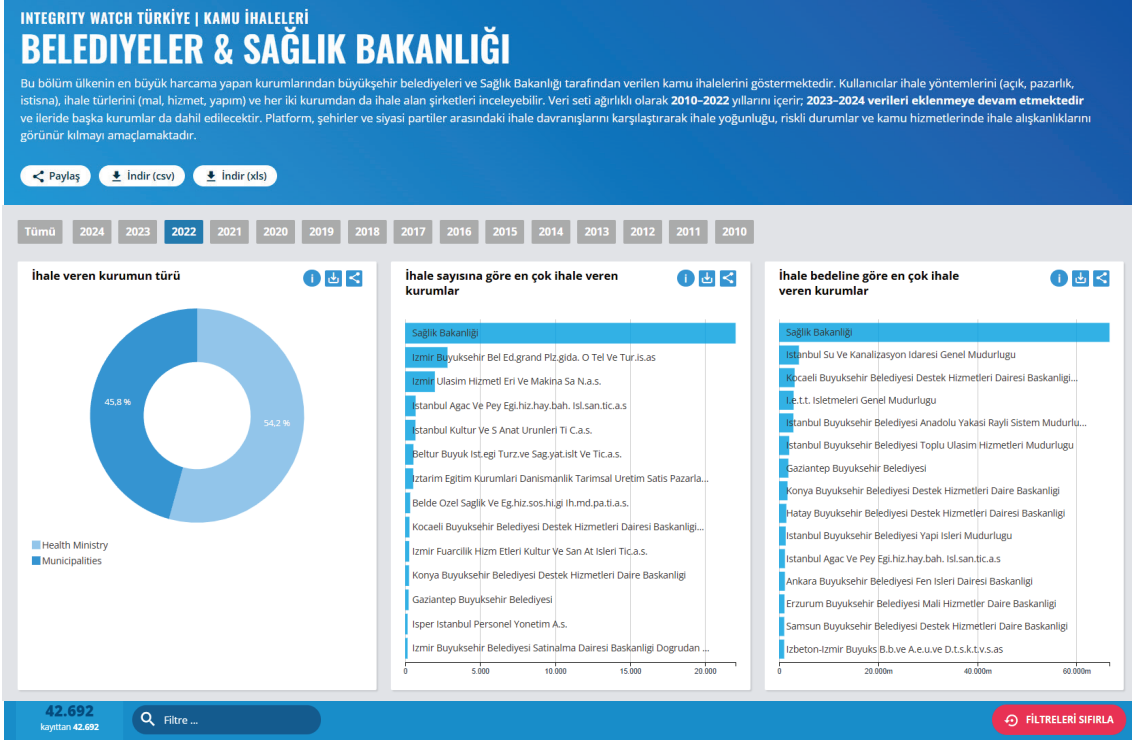 INTEGRITY WATCH TÜRKİYE | KAMU İHALELERİ
BELEDİYELER & SAĞLIK BAKANLIĞI
Bu bölüm ülkenin en büyük harcama yapan kurumlarından büyükşehir belediyeleri ve Sağlık Bakanlığı tarafından verilen kamu ihalelerini göstermektedir. Kullanıcılar ihale yöntemlerini (açık, pazarlık,
istisna), ihale türlerini (mal, hizmet, yapım) ve her iki kurumdan da ihale alan şirketleri inceleyebilir. Veri seti ağırlıklı olarak 2010–2022 yıllarını içerir; 2023–2024 verileri eklenmeye devam etmektedir
ve ileride başka kurumlar da dahil edilecektir. Platform, şehirler ve siyasi partiler arasındaki ihale davranışlarını karşılaştırarak ihale yoğunluğu, riskli durumlar ve kamu hizmetlerinde ihale alışkanlıklarını
görünür kılmayı amaçlamaktadır.
Paylaş
İndir (csv)
İndir (xls)
Tümü 2024 2023 2022 2021 2020 2019 2018 2017 2016 2015 2014 2013 2012 2011 2010
İhale veren kurumun türü
45,8 %
54,2 %
Health Ministry
Municipalities
İhale sayısına göre en çok ihale veren
kurumlar
Sağlik Bakanliği
Izmir Buyuksehir Bel Ed.grand Plz.gida. O Tel Ve Tur.is.as
Izmir Ulasim Hizmetl Eri Ve Makina Sa N.a.s.
Istanbul Agac Ve Pey Egi.hiz.hay.bah. Isl.san.tic.a.s
Istanbul Kultur Ve S Anat Urunleri Ti C.a.s.
Beltur Buyuk Ist.egi Turz.ve Sag.yat.islt Ve Tic.a.s.
Iztarim Egitim Kurumlari Danismanlik Tarimsal Uretim Satis Pazarla...
Belde Ozel Saglik Ve Eg.hiz.sos.hi.gi Ih.md.pa.ti.a.s.
Kocaeli Buyuksehir Belediyesi Destek Hizmetleri Dairesi Baskanligi...
Izmir Fuarcilik Hizm Etleri Kultur Ve San At Isleri Tic.a.s.
Konya Buyuksehir Belediyesi Destek Hizmetleri Daire Baskanligi
Gaziantep Buyuksehir Belediyesi
Isper Istanbul Personel Yonetim A.s.
Izmir Buyuksehir Belediyesi Satinalma Dairesi Baskanligi Dogrudan ...
0 5.000 10.000 15.000 20.000
İhale bedeline göre en çok ihale
veren kurumlar
Sağlik Bakanliği
Istanbul Su Ve Kanalizasyon Idaresi Genel Mudurlugu
Kocaeli Buyuksehir Belediyesi Destek Hizmetleri Dairesi Baskanligi...
I.e.t.t. Isletmeleri Genel Mudurlugu
Istanbul Buyuksehir Belediyesi Anadolu Yakasi Rayli Sistem Mudurlu...
Istanbul Buyuksehir Belediyesi Toplu Ulasim Hizmetleri Mudurlugu
Gaziantep Buyuksehir Belediyesi
Konya Buyuksehir Belediyesi Destek Hizmetleri Daire Baskanligi
Hatay Buyuksehir Belediyesi Destek Hizmetleri Dairesi Baskanligi
Istanbul Buyuksehir Belediyesi Yapi Isleri Mudurlugu
Istanbul Agac Ve Pey Egi.hiz.hay.bah. Isl.san.tic.a.s
Ankara Buyuksehir Belediyesi Fen Isleri Dairesi Baskanligi
Erzurum Buyuksehir Belediyesi Mali Hizmetler Daire Baskanligi
Samsun Buyuksehir Belediyesi Destek Hizmetleri Daire Baskanligi
Izbeton-Izmir Buyuks B.b.ve A.e.u.ve D.t.s.k.t.v.s.as
0 20.000m 40.000m 60.000m
42.692
kayıttan 42.692
Filtre ...
FİLTRELERİ SIFIRLA